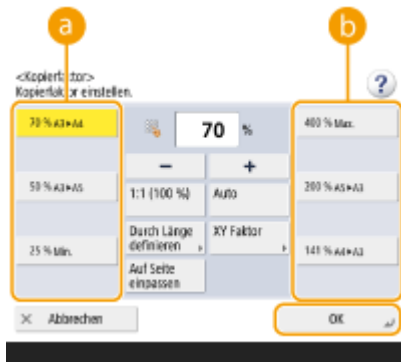 a
b
<Kopierfaktor>
Kopierfaktor einstellen.
?
70 % A3►A4
70 %
400 % Max.
− +
50 % A3►A5
1:1 (100 %)
Auto
200 % A5►A3
Durch Länge
definieren
XY Faktor
25 % Min.
141 % A4►A3
Auf Seite
einpassen
× Abbrechen
OK